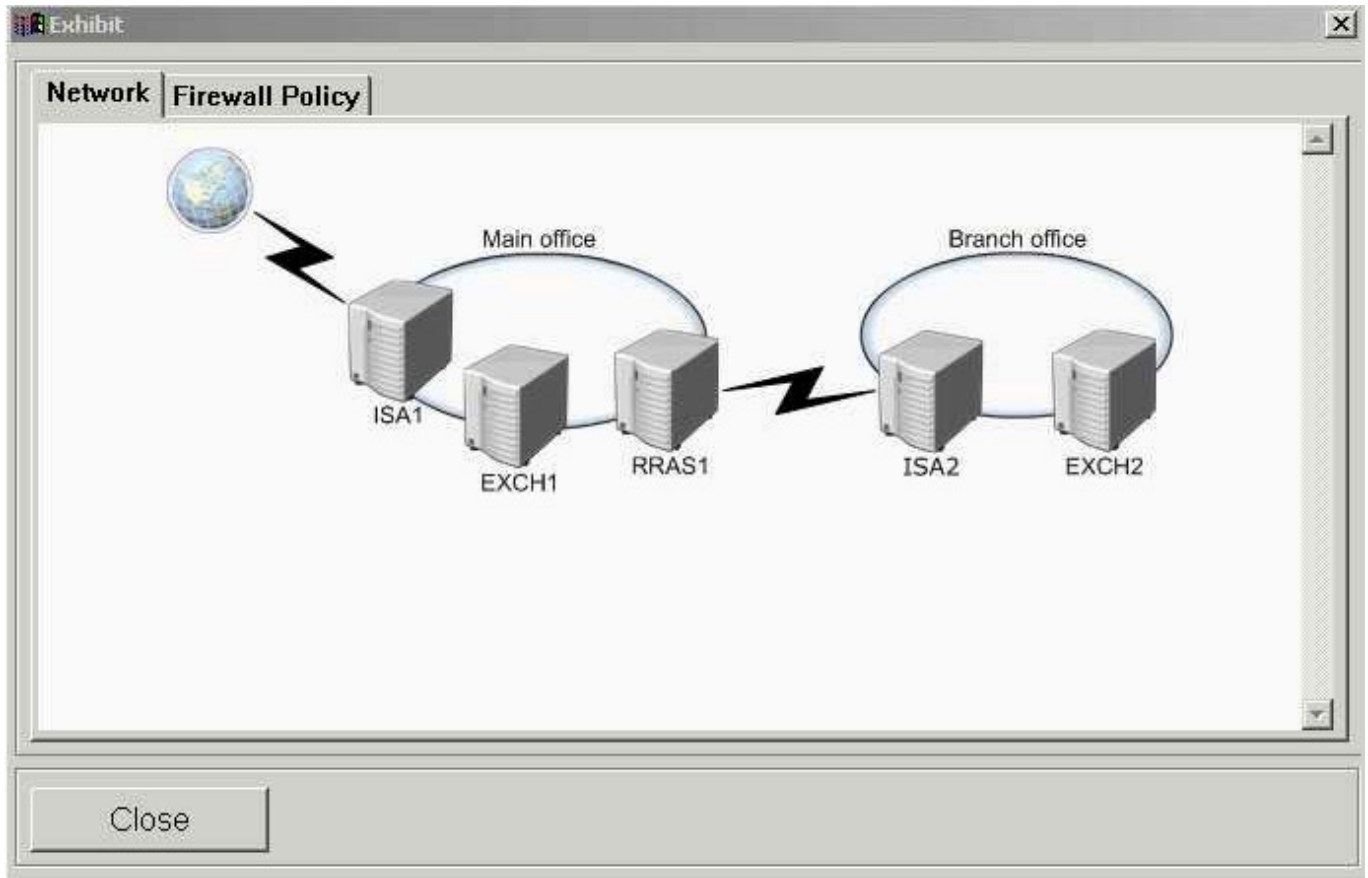 Exhibit
Network Firewall Policy
Main office
Branch office
ISA1
EXCH1
RRAS1
ISA2
EXCH2
Close